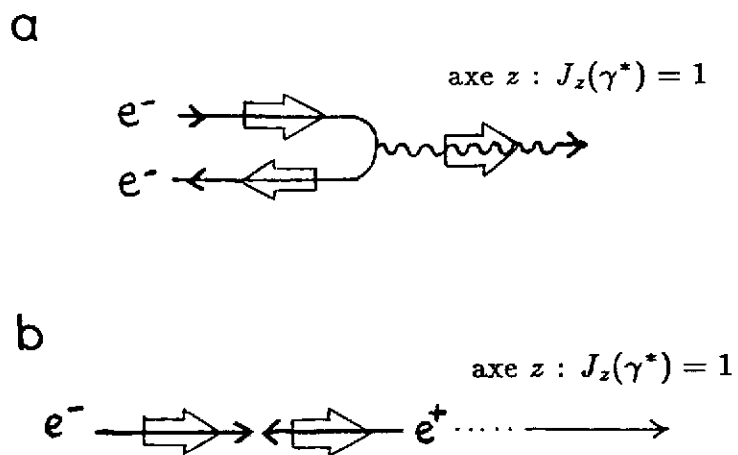 a
axe z : J_z(γ*) = 1
e⁻
e⁻
b
axe z : J_z(γ*) = 1
e⁻ e⁺ .....